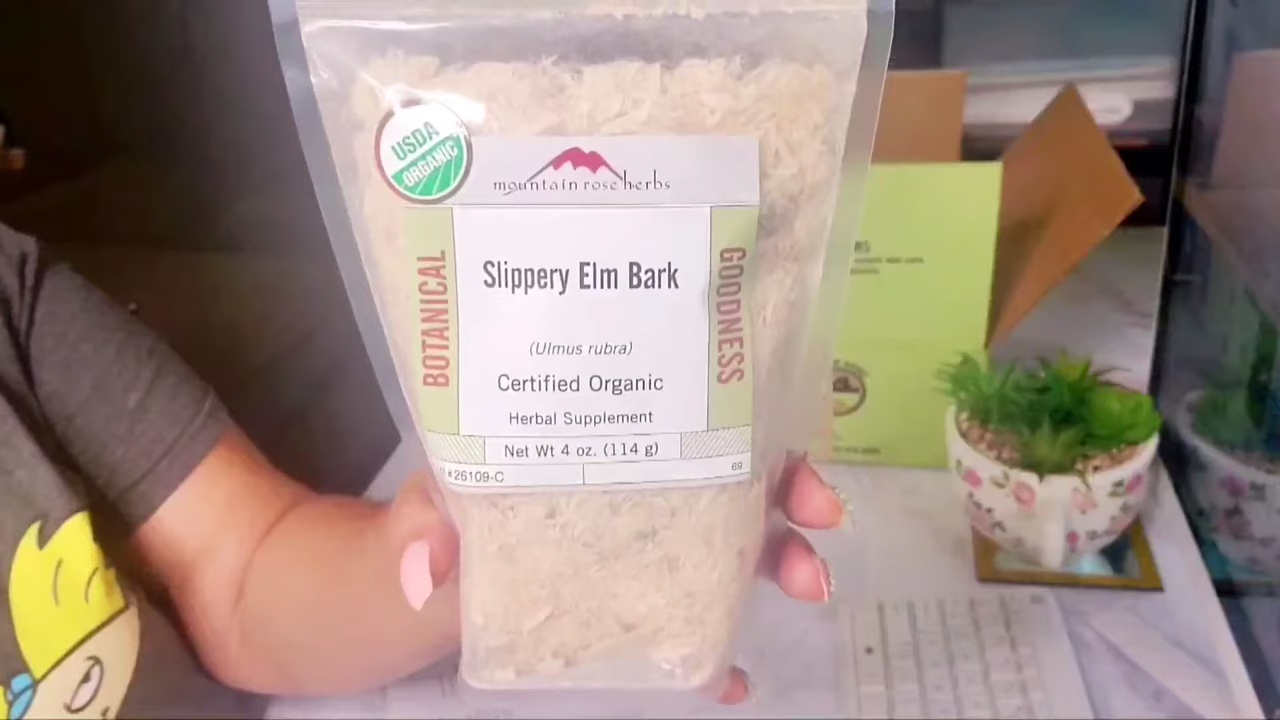 USDA
ORGANIC
mountain rose herbs
BOTANICAL
Slippery Elm Bark
(Ulmus rubra)
Certified Organic
Herbal Supplement
GOODNESS
Net Wt 4 oz. (114 g)
#26109-C
69